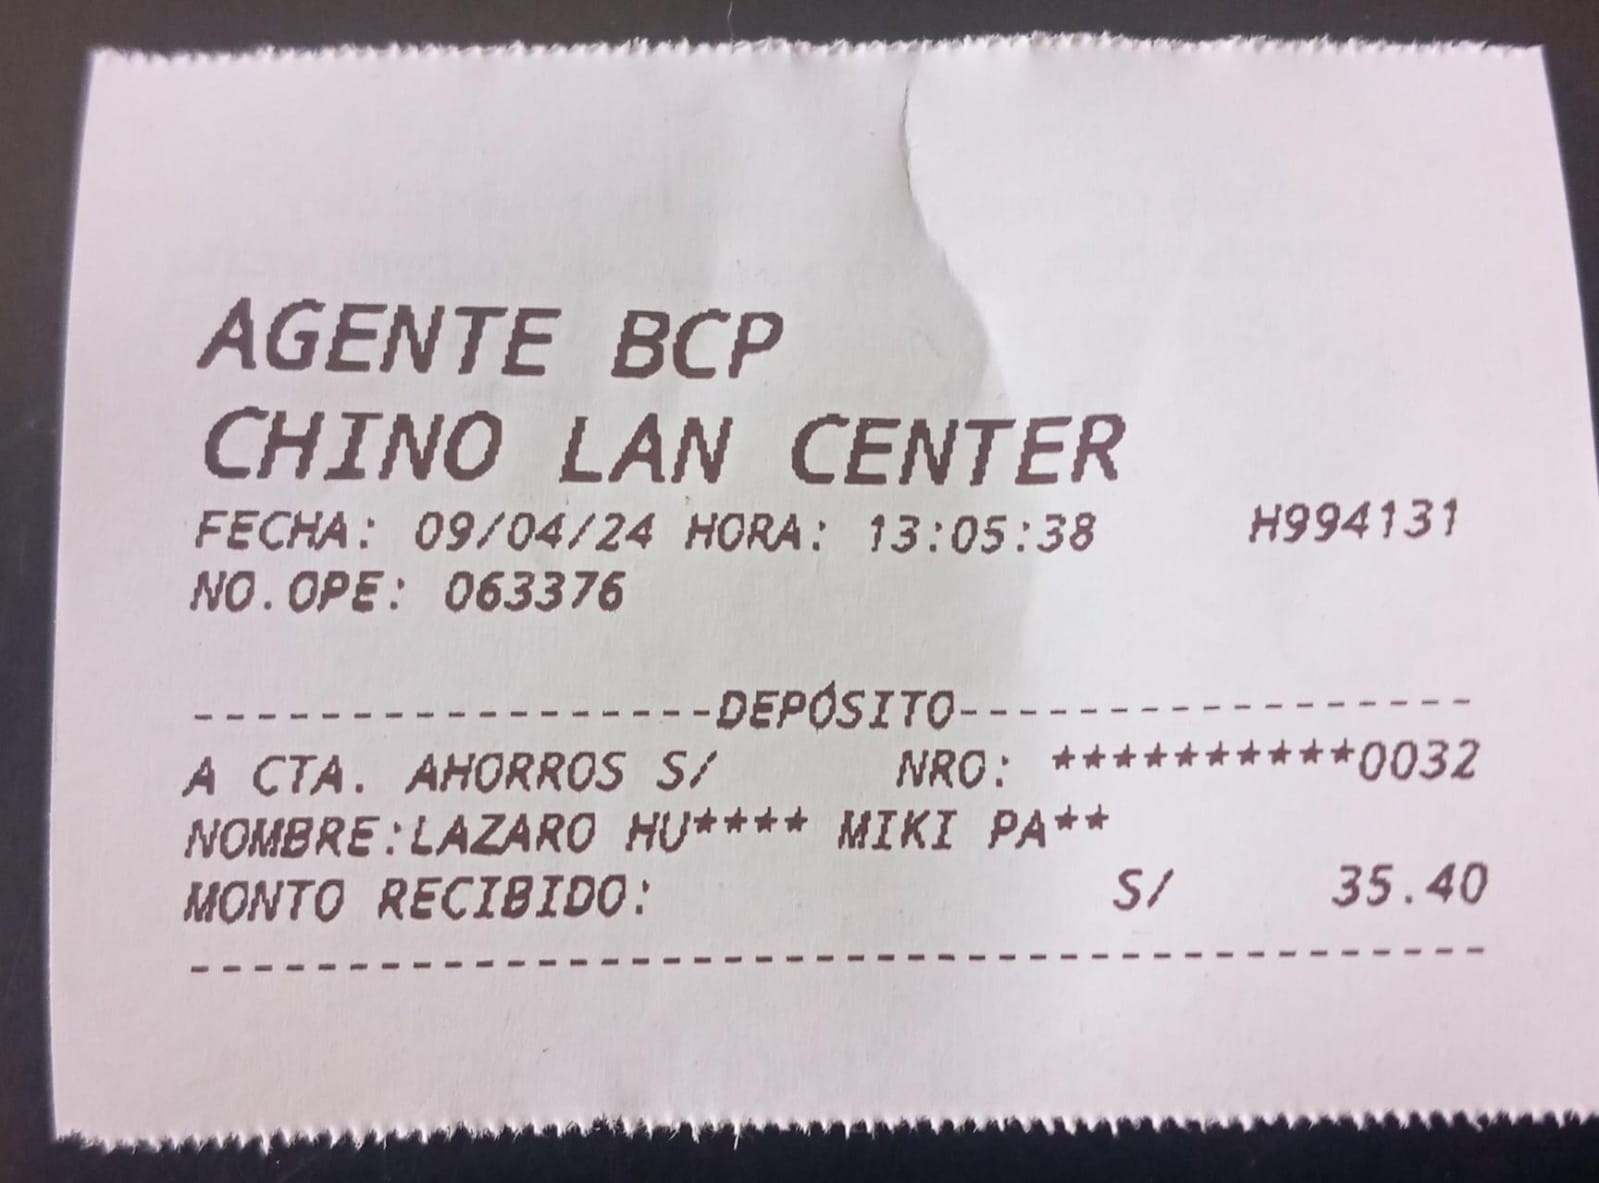 AGENTE BCP
CHINO LAN CENTER
FECHA: 09/04/24 HORA: 13:05:38 H994131
NO.OPE: 063376
------------------DEPÓSITO------------------
A CTA. AHORROS S/ NRO: **********0032
NOMBRE:LAZARO HU**** MIKI PA**
MONTO RECIBIDO: S/ 35.40
------------------------------------------